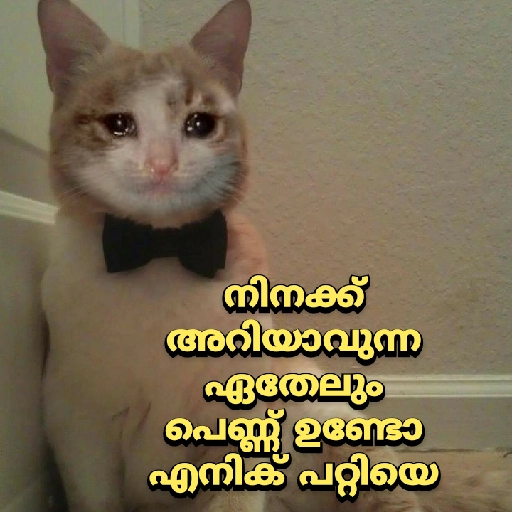 നിനക്ക്
അറിയാവുന്ന
ഏതേലും
പെണ്ണ് ഉണ്ടോ
എനിക് പറ്റിയെ